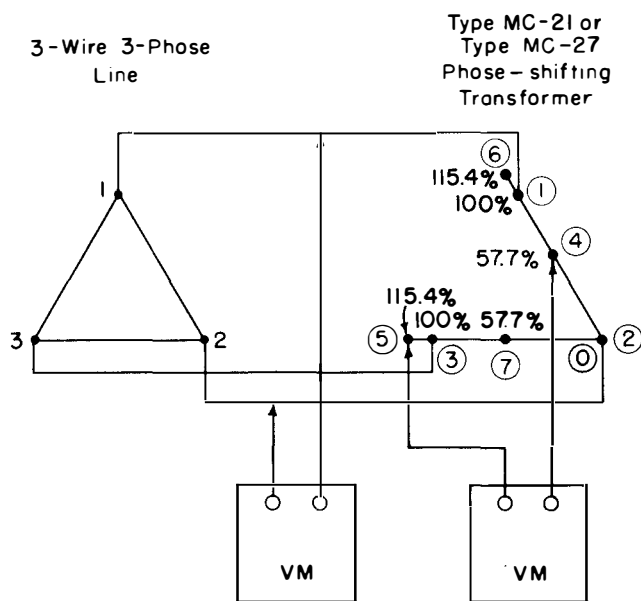 3-Wire 3-Phose
Line
Type MC-21 or
Type MC-27
Phase-shifting
Transformer
1
3
2
6
115.4%
1
100%
4
57.7%
115.4%
100%
57.7%
5
3
7
0
2
VM
VM